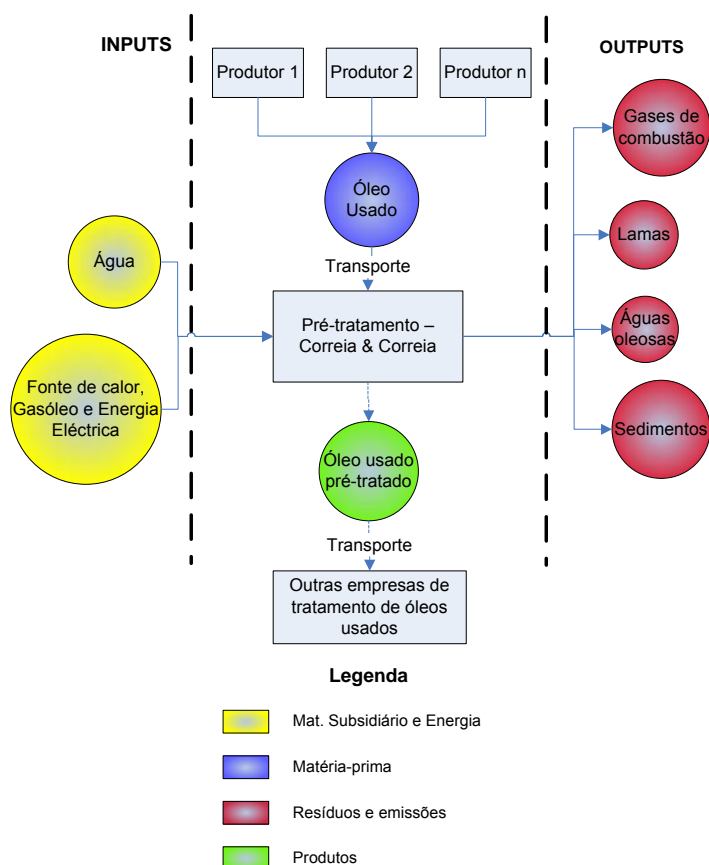 INPUTS
OUTPUTS
Produtor 1
Produtor 2
Produtor n
Óleo
Usado
Transporte
Água
Fonte de calor,
Gasóleo e Energia
Eléctrica
Pré-tratamento –
Correia & Correia
Gases de
combustão
Lamas
Águas
oleosas
Sedimentos
Óleo usado
pré-tratado
Transporte
Outras empresas de
tratamento de óleos
usados
Legenda
Mat. Subsidiário e Energia
Matéria-prima
Resíduos e emissões
Produtos